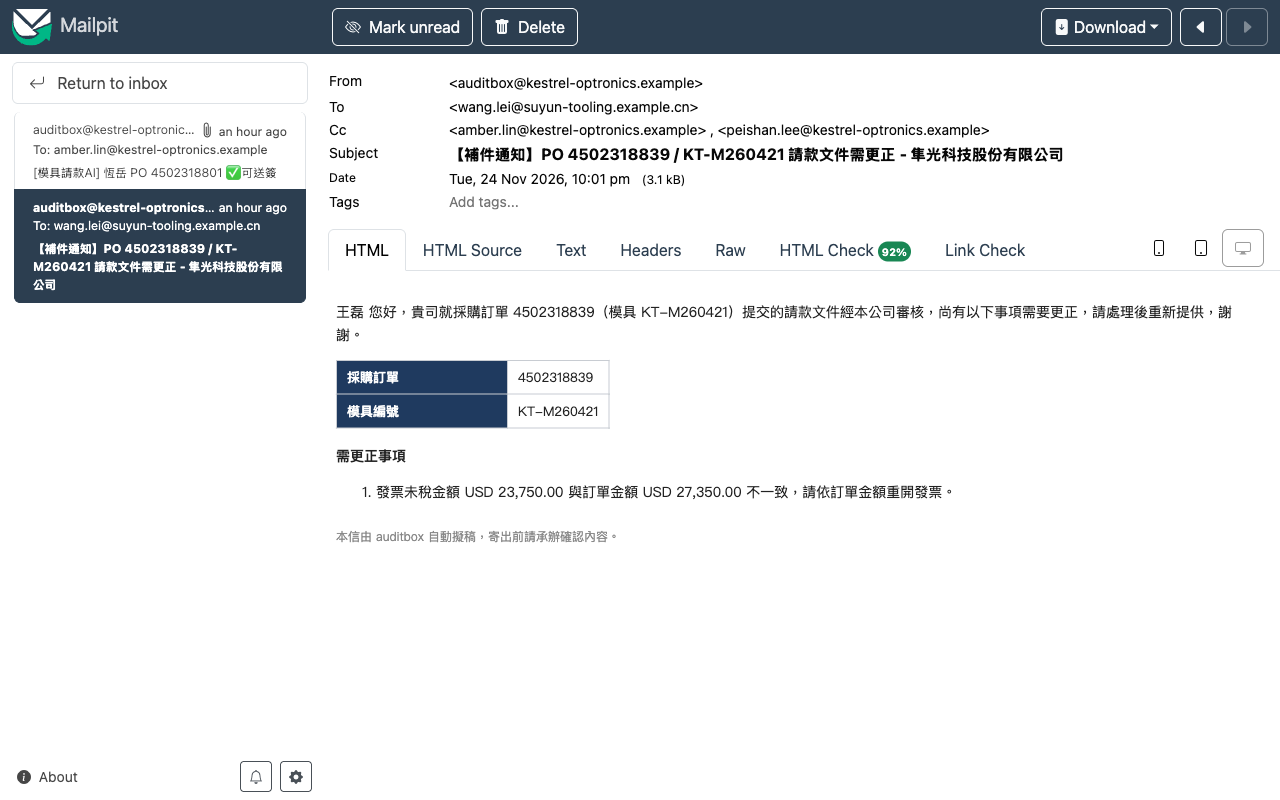 Mailpit
Mark unread
Delete
Download
Return to inbox
auditbox@kestrel-optronic... an hour ago
To: amber.lin@kestrel-optronics.example
[模具請款AI] 恆岳 PO 4502318801 ✅可送簽
auditbox@kestrel-optronics... an hour ago
To: wang.lei@suyun-tooling.example.cn
【補件通知】PO 4502318839 / KT-
M260421 請款文件需更正 - 隼光科技股份有限
公司
From <auditbox@kestrel-optronics.example>
To <wang.lei@suyun-tooling.example.cn>
Cc <amber.lin@kestrel-optronics.example> , <peishan.lee@kestrel-optronics.example>
Subject 【補件通知】PO 4502318839 / KT-M260421 請款文件需更正 - 隼光科技股份有限公司
Date Tue, 24 Nov 2026, 10:01 pm (3.1 kB)
Tags Add tags...
HTML HTML Source Text Headers Raw HTML Check 92% Link Check
王磊 您好，貴司就採購訂單 4502318839（模具 KT-M260421）提交的請款文件經本公司審核，尚有以下事項需要更正，請處理後重新提供，謝
謝。
採購訂單 4502318839
模具編號 KT-M260421
需更正事項
1. 發票未稅金額 USD 23,750.00 與訂單金額 USD 27,350.00 不一致，請依訂單金額重開發票。
本信由 auditbox 自動擬稿，寄出前請承辦確認內容。
About